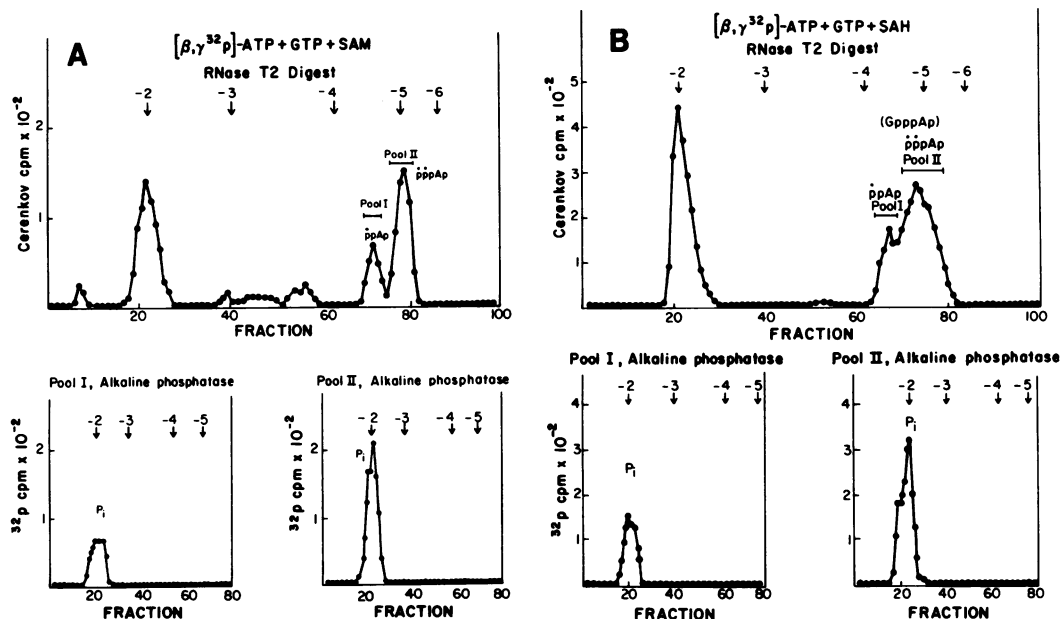 A
[β,γ³²p]-ATP+GTP+SAM
RNase T2 Digest
-2 -3 -4 -5 -6
Pool II
ṗṗpAp
Pool I
ṗpAp
Cerenkov cpm x 10⁻²
2
1
20 40 60 80 100
FRACTION
B
[β,γ³²p]-ATP+GTP+SAH
RNase T2 Digest
-2 -3 -4 -5 -6
(GpppAp)
ṗṗpAp
Pool II
ṗpAp
Pool I
Cerenkov cpm x 10⁻²
5
4
3
2
1
20 40 60 80 100
FRACTION
Pool I, Alkaline phosphatase
-2 -3 -4 -5
Pi
³²p cpm x 10⁻²
2
1
20 40 60 80
FRACTION
Pool II, Alkaline phosphatase
-2 -3 -4 -5
Pi
2
1
20 40 60 80
FRACTION
Pool I, Alkaline phosphatase
-2 -3 -4 -5
Pi
³²p cpm x 10⁻²
4
3
2
1
20 40 60 80
FRACTION
Pool II, Alkaline phosphatase
-2 -3 -4 -5
Pi
4
3
2
1
20 40 60 80
FRACTION